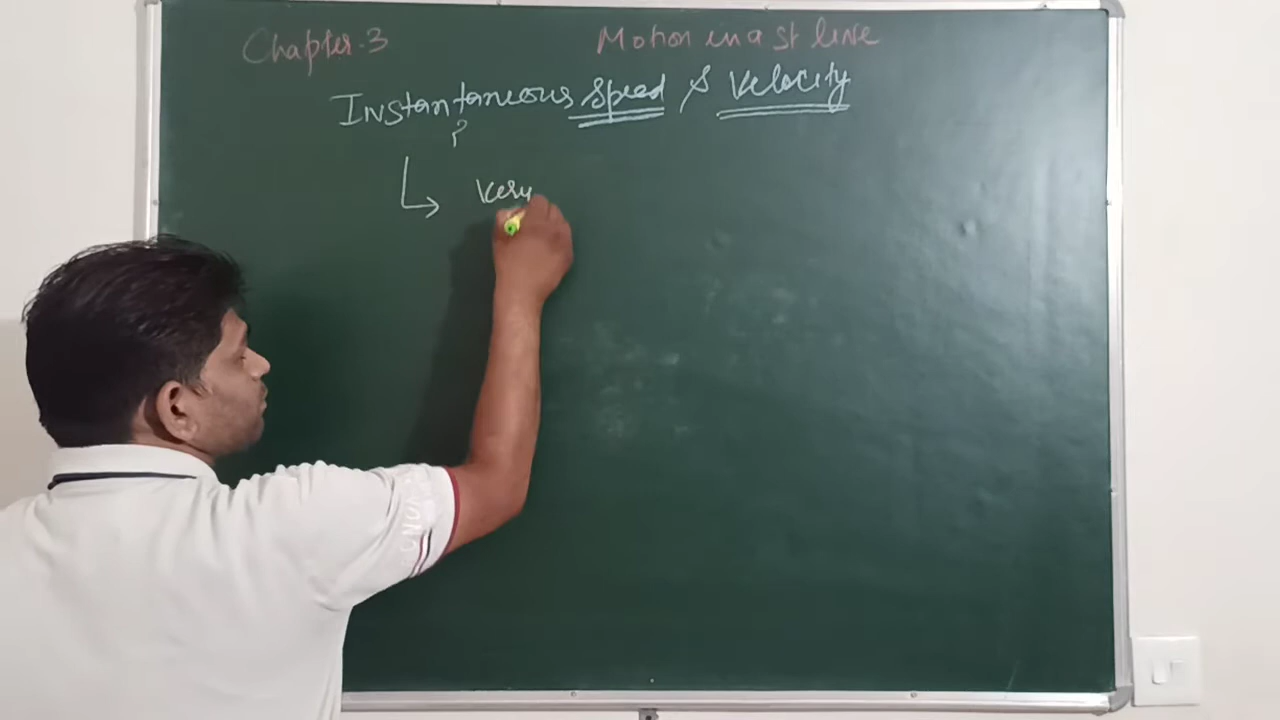 Chapter-3 Motion in a st line
Instantaneous Speed & Velocity
?
Very